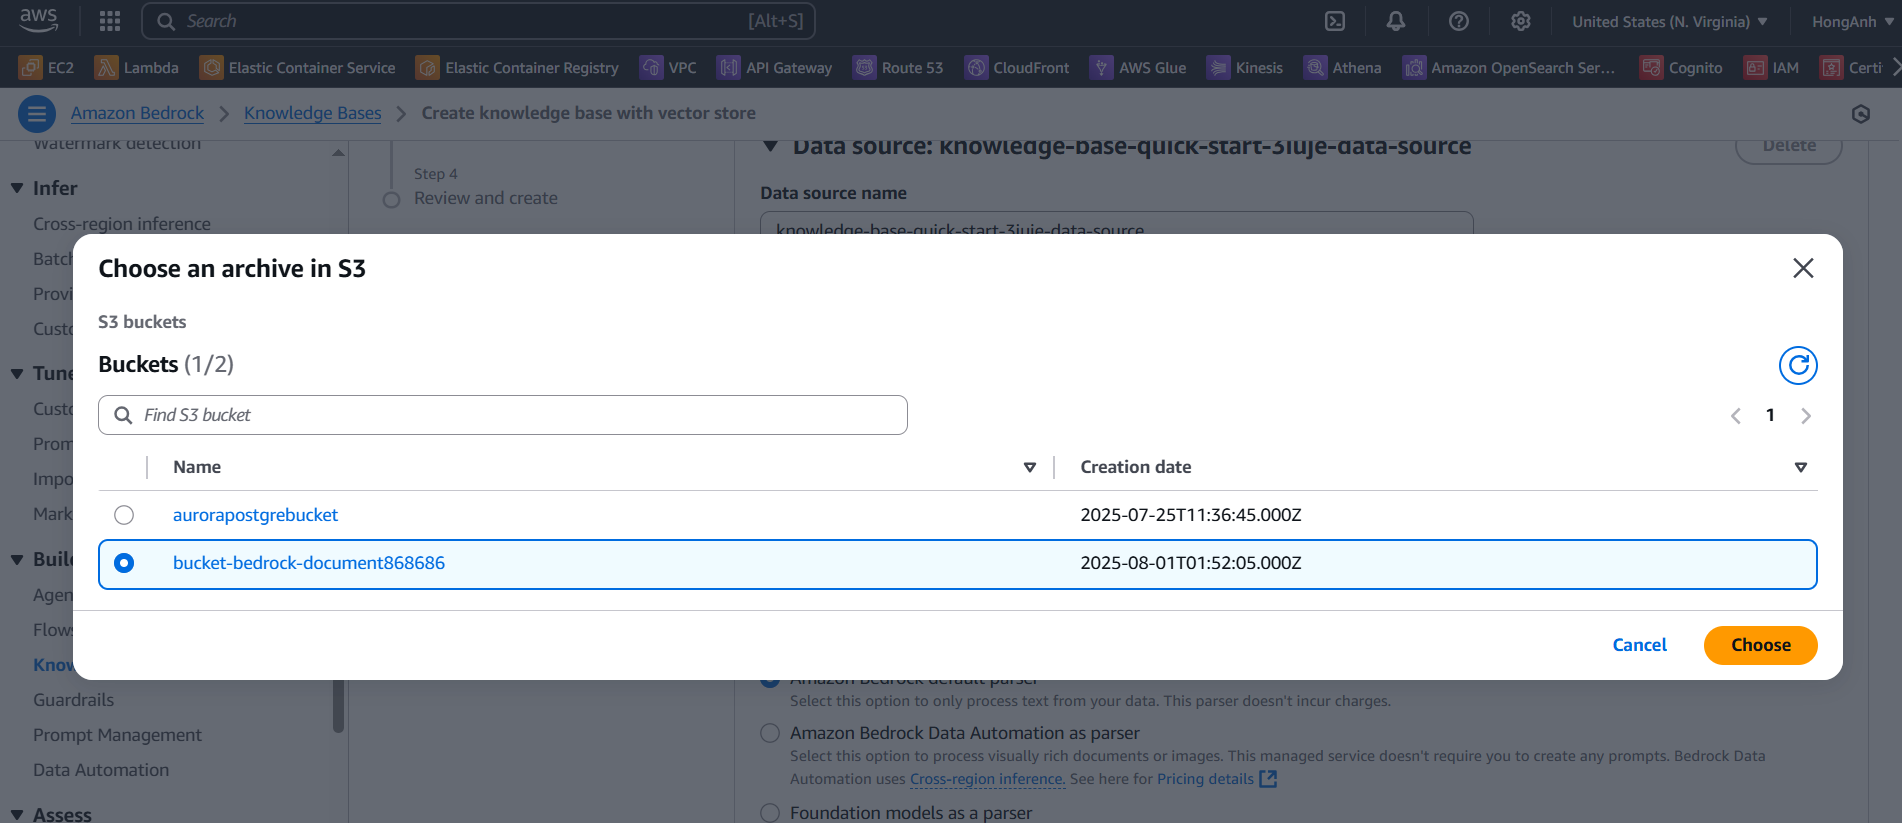 aws
Search
[Alt+S]
United States (N. Virginia)
HongAnh
EC2
Lambda
Elastic Container Service
Elastic Container Registry
VPC
API Gateway
Route 53
CloudFront
AWS Glue
Kinesis
Athena
Amazon OpenSearch Ser...
Cognito
IAM
Certi
Amazon Bedrock
Knowledge Bases
Create knowledge base with vector store
Watermark detection
Infer
Cross-region inference
Batch
Provi
Custo
Tune
Custo
Prom
Impo
Mark
Build
Agen
Flows
Know
Guardrails
Prompt Management
Data Automation
Assess
Step 4
Review and create
Data source: knowledge-base-quick-start-3iuje-data-source
Delete
Data source name
knowledge-base-quick-start-3iuje-data-source
Choose an archive in S3
S3 buckets
Buckets (1/2)
Find S3 bucket
1
Name
Creation date
aurorapostgrebucket
2025-07-25T11:36:45.000Z
bucket-bedrock-document868686
2025-08-01T01:52:05.000Z
Cancel
Choose
Amazon Bedrock default parser
Select this option to only process text from your data. This parser doesn't incur charges.
Amazon Bedrock Data Automation as parser
Select this option to process visually rich documents or images. This managed service doesn't require you to create any prompts. Bedrock Data
Automation uses Cross-region inference. See here for Pricing details
Foundation models as a parser